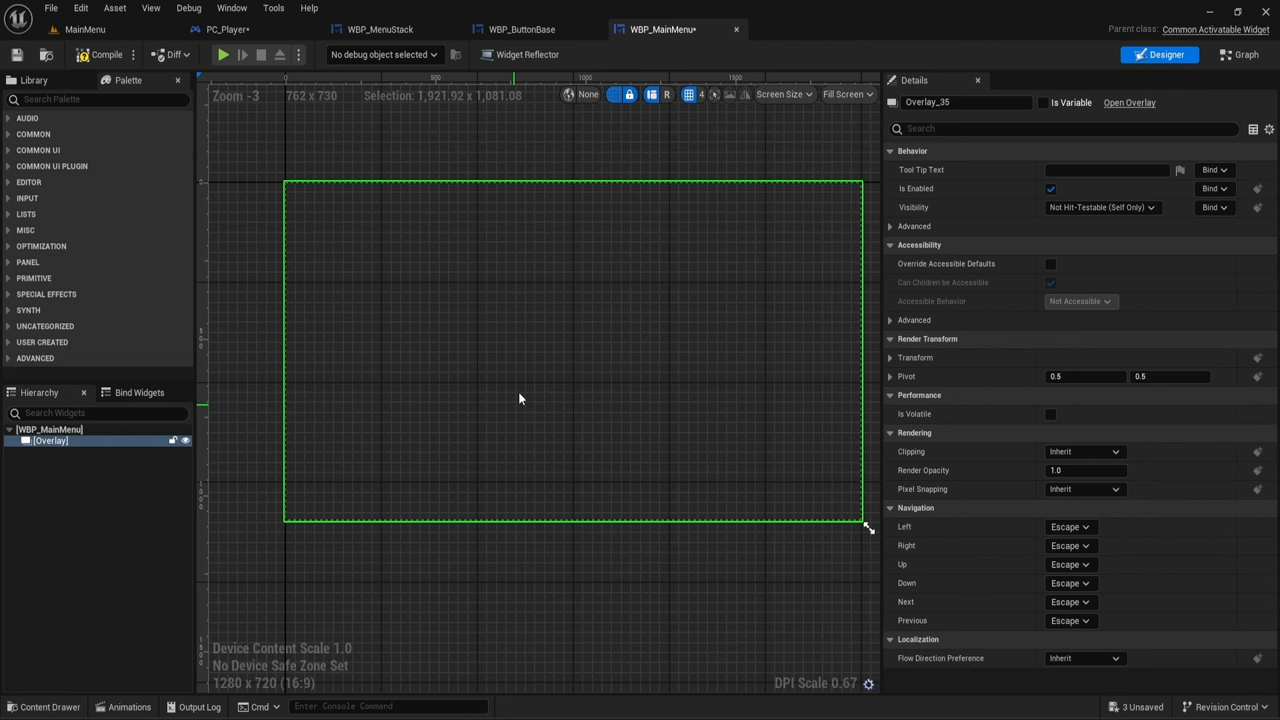 File Edit Asset View Debug Window Tools Help
MainMenu PC_Player• WBP_MenuStack WBP_ButtonBase WBP_MainMenu• Parent class: Common Activatable Widget
Compile Diff No debug object selected Widget Reflector Designer Graph
Library Palette
Search Palette
AUDIO
COMMON
COMMON UI
COMMON UI PLUGIN
EDITOR
INPUT
LISTS
MISC
OPTIMIZATION
PANEL
PRIMITIVE
SPECIAL EFFECTS
SYNTH
UNCATEGORIZED
USER CREATED
ADVANCED
Hierarchy Bind Widgets
Search Widgets
[WBP_MainMenu]
[Overlay]
0 500 1000 1500
Zoom -3 762 x 730 Selection: 1,921.92 x 1,081.08 None R 4 Screen Size Fill Screen
0
500
1000
Device Content Scale 1.0
No Device Safe Zone Set
1280 x 720 (16:9) DPI Scale 0.67
Details
Overlay_35 Is Variable Open Overlay
Search
Behavior
Tool Tip Text Bind
Is Enabled Bind
Visibility Not Hit-Testable (Self Only) Bind
Advanced
Accessibility
Override Accessible Defaults
Can Children be Accessible
Accessible Behavior Not Accessible
Advanced
Render Transform
Transform
Pivot 0.5 0.5
Performance
Is Volatile
Rendering
Clipping Inherit
Render Opacity 1.0
Pixel Snapping Inherit
Navigation
Left Escape
Right Escape
Up Escape
Down Escape
Next Escape
Previous Escape
Localization
Flow Direction Preference Inherit
Content Drawer Animations Output Log Cmd Enter Console Command 3 Unsaved Revision Control